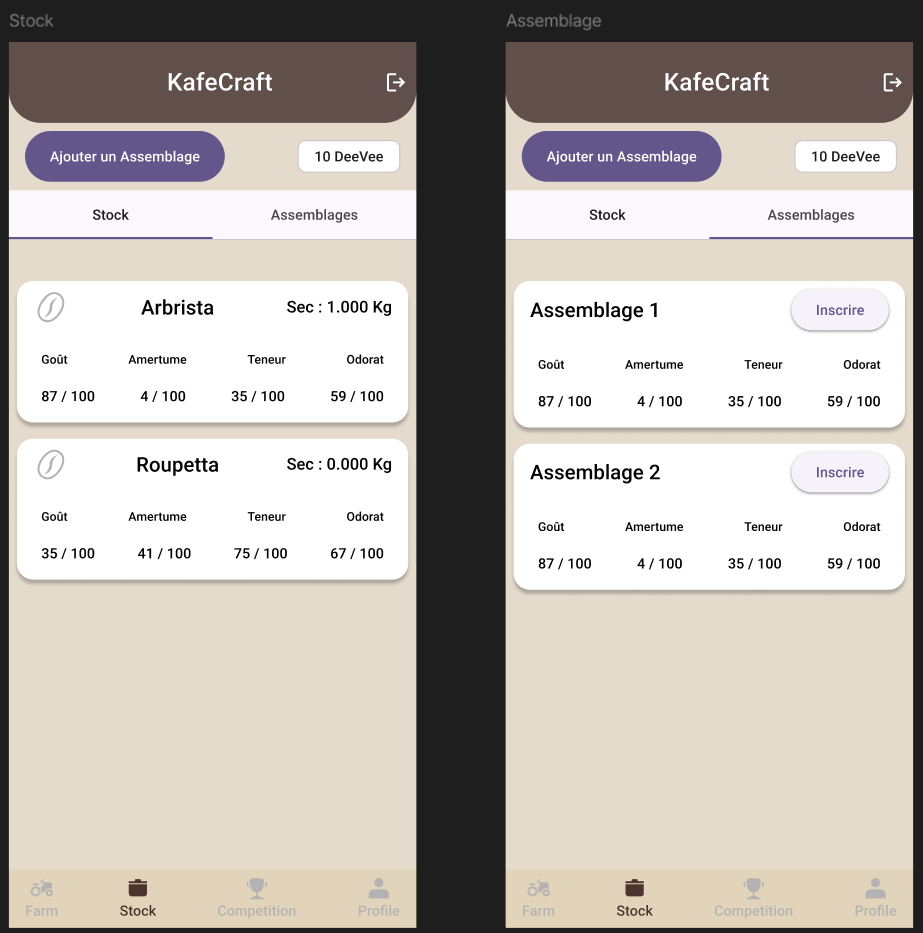 Stock
KafeCraft
Ajouter un Assemblage
10 DeeVee
Stock Assemblages
Arbrista Sec : 1.000 Kg
Goût Amertume Teneur Odorat
87 / 100 4 / 100 35 / 100 59 / 100
Roupetta Sec : 0.000 Kg
Goût Amertume Teneur Odorat
35 / 100 41 / 100 75 / 100 67 / 100
Farm Stock Competition Profile
Assemblage
KafeCraft
Ajouter un Assemblage
10 DeeVee
Stock Assemblages
Assemblage 1 Inscrire
Goût Amertume Teneur Odorat
87 / 100 4 / 100 35 / 100 59 / 100
Assemblage 2 Inscrire
Goût Amertume Teneur Odorat
87 / 100 4 / 100 35 / 100 59 / 100
Farm Stock Competition Profile